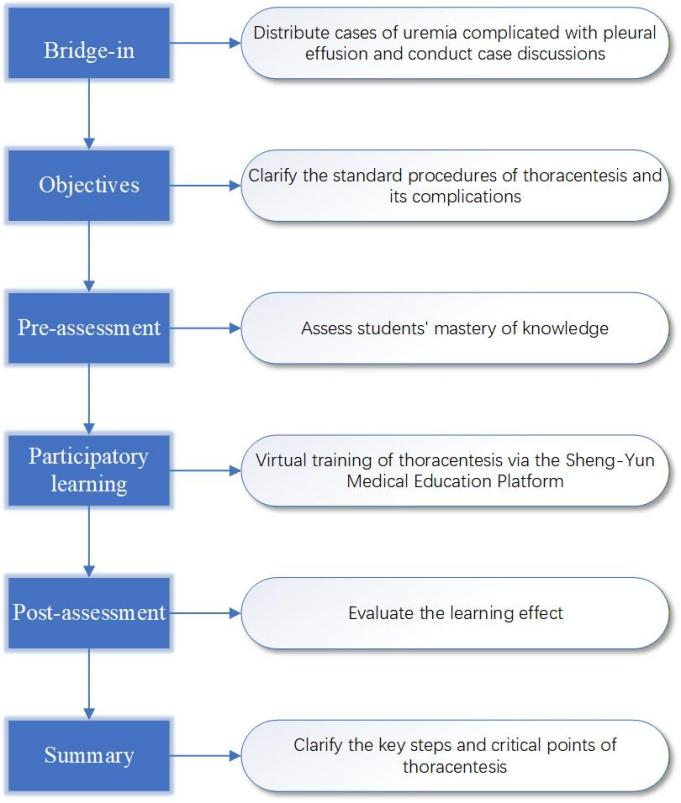 Bridge-in
Distribute cases of uremia complicated with pleural
effusion and conduct case discussions
Objectives
Clarify the standard procedures of thoracentesis and
its complications
Pre-assessment
Assess students' mastery of knowledge
Participatory
learning
Virtual training of thoracentesis via the Sheng-Yun
Medical Education Platform
Post-assessment
Evaluate the learning effect
Summary
Clarify the key steps and critical points of
thoracentesis